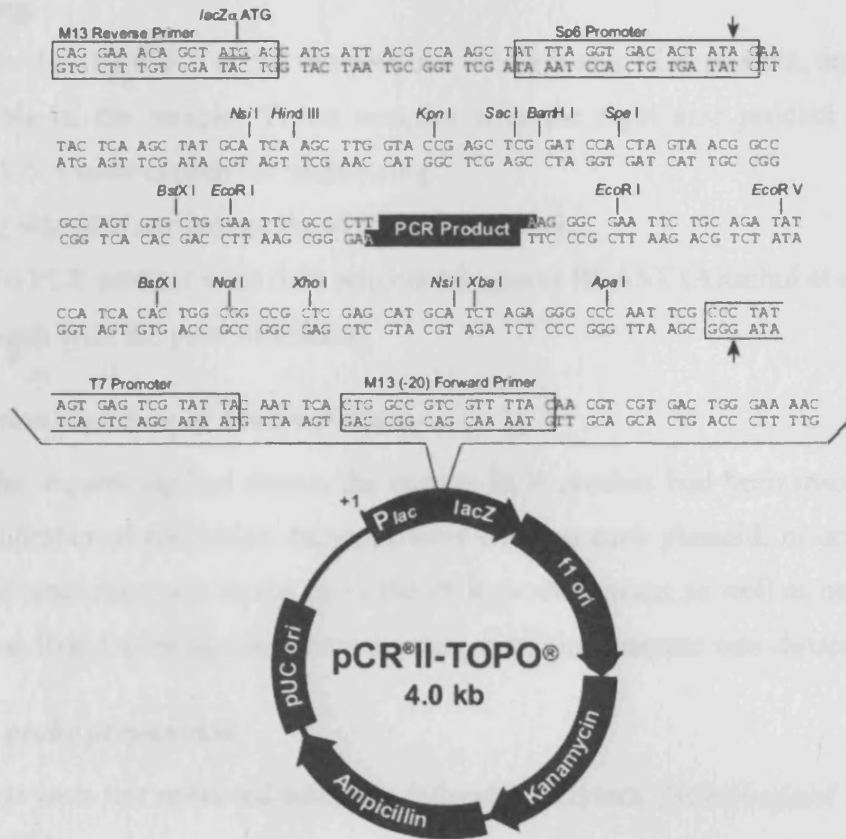 lacZα ATG
M13 Reverse Primer Sp6 Promoter
CAG GAA ACA GCT ATG ACC ATG ATT ACG CCA AGC TAT TTA GGT GAC ACT ATA GAA
GTC CTT TGT CGA TAC TGG TAC TAA TGC GGT TCG ATA AAT CCA CTG TGA TAT CTT
Nsi I Hind III Kpn I Sac I BamH I Spe I
TAC TCA AGC TAT GCA TCA AGC TTG GTA CCG AGC TCG GAT CCA CTA GTA ACG GCC
ATG AGT TCG ATA CGT AGT TCG AAC CAT GGC TCG AGC CTA GGT GAT CAT TGC CGG
BstX I EcoR I EcoR I EcoR V
GCC AGT GTG CTG GAA TTC GCC CTT PCR Product AAG GGC GAA TTC TGC AGA TAT
CGG TCA CAC GAC CTT AAG CGG GAA TTC CCG CTT AAG ACG TCT ATA
BstX I Not I Xho I Nsi I Xba I Apa I
CCA TCA CAC TGG CGG CCG CTC GAG CAT GCA TCT AGA GGG CCC AAT TCG CCC TAT
GGT AGT GTG ACC GCC GGC GAG CTC GTA CGT AGA TCT CCC GGG TTA AGC GGG ATA
T7 Promoter M13 (-20) Forward Primer
AGT GAG TCG TAT TAG AAT TCA CTG GCC GTC GTT TTA CAA CGT CGT GAC TGG GAA AAC
TCA CTC AGC ATA ATG TTA AGT GAC CGG CAG CAA AAT GTT GCA GCA CTG ACC CTT TTG
+1 P lac lacZ
f1 ori
pUC ori
pCR®II-TOPO®
4.0 kb
Kanamycin
Ampicillin